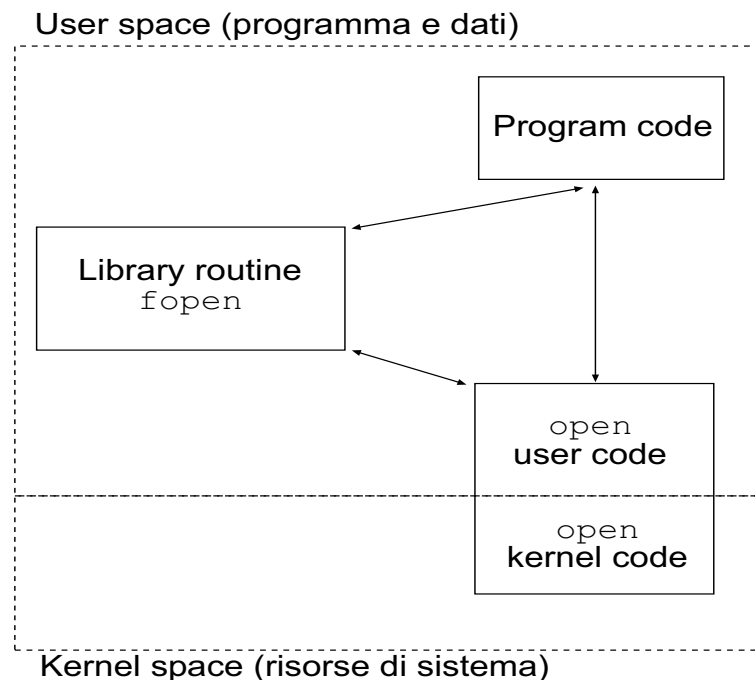 User space (programma e dati)
Program code
Library routine
fopen
open
user code
open
kernel code
Kernel space (risorse di sistema)